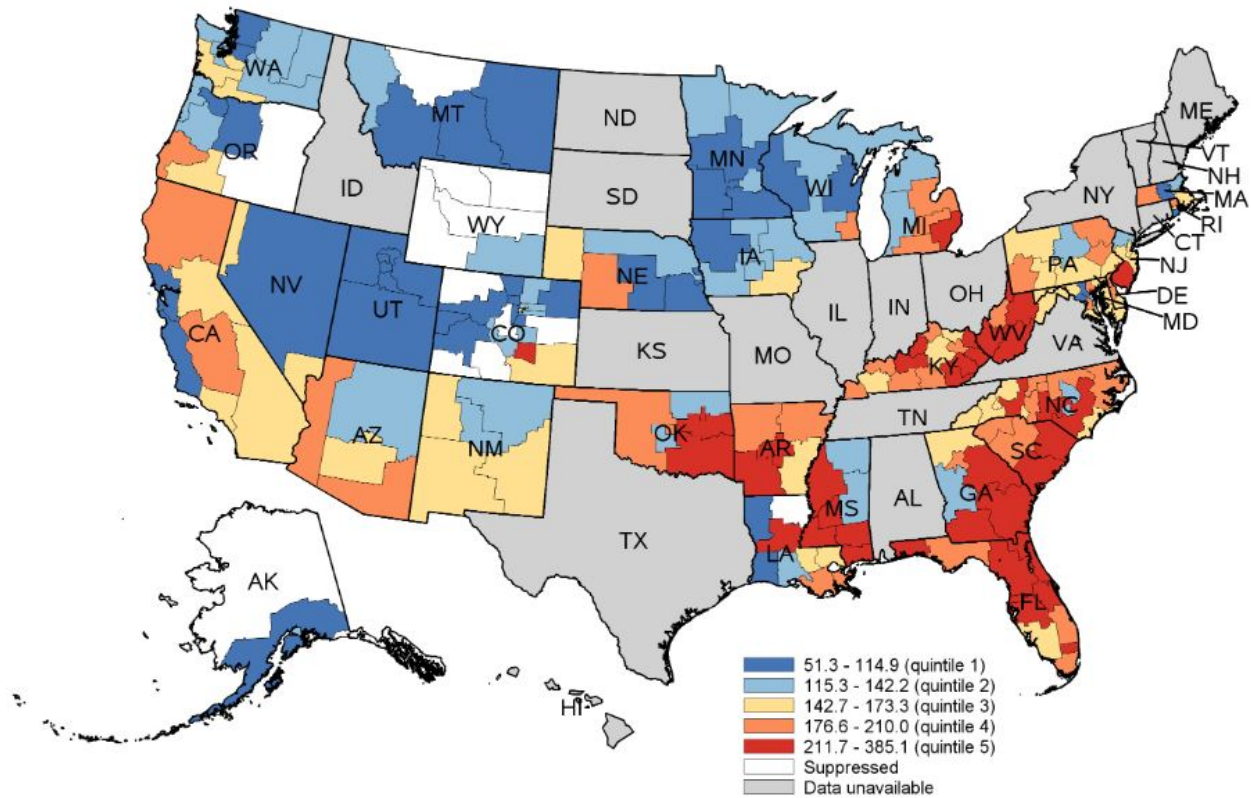 WA
MT
ND
ME
OR
MN
VT
ID
WI
NH
SD
NY
WY
MI
MA
RI
CT
IA
PA
NE
NJ
NV
OH
DE
UT
IL
IN
MD
CA
CO
WV
VA
KS
MO
KY
TN
NC
OK
AZ
NM
AR
SC
MS
AL
GA
TX
LA
AK
FL
HI
51.3 - 114.9 (quintile 1)
115.3 - 142.2 (quintile 2)
142.7 - 173.3 (quintile 3)
176.6 - 210.0 (quintile 4)
211.7 - 385.1 (quintile 5)
Suppressed
Data unavailable